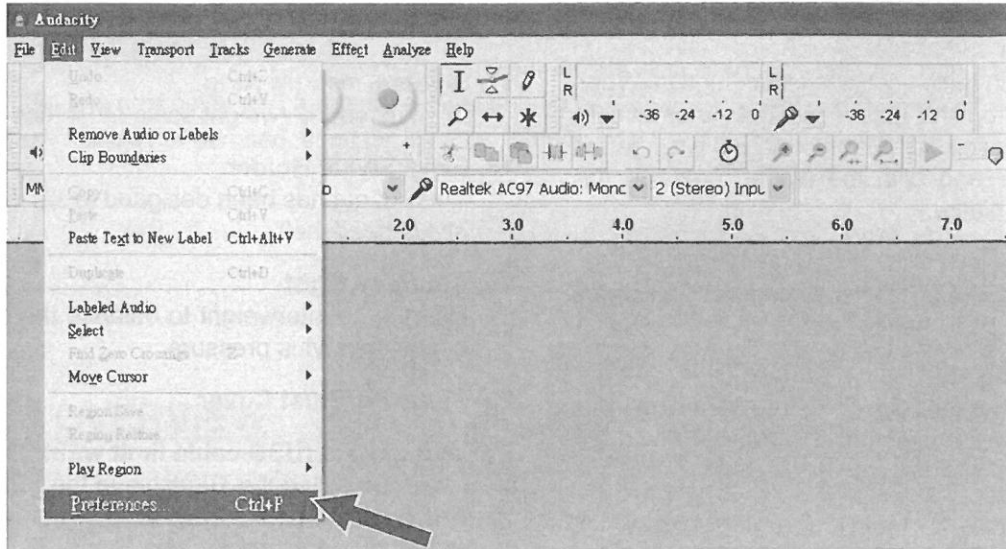 Audacity
File Edit View Transport Tracks Generate Effect Analyze Help
Undo Ctrl+Z
Redo Ctrl+Y
Remove Audio or Labels
Clip Boundaries
Copy Ctrl+C
Paste Ctrl+V
Paste Text to New Label Ctrl+Alt+V
Duplicate Ctrl+D
Labeled Audio
Select
Find Zero Crossings Z
Move Cursor
Region Save
Region Restore
Play Region
Preferences... Ctrl+P
L
R
L
R
-36 -24 -12 0
-36 -24 -12 0
Realtek AC97 Audio: Monc 2 (Stereo) Inpu
2.0 3.0 4.0 5.0 6.0 7.0